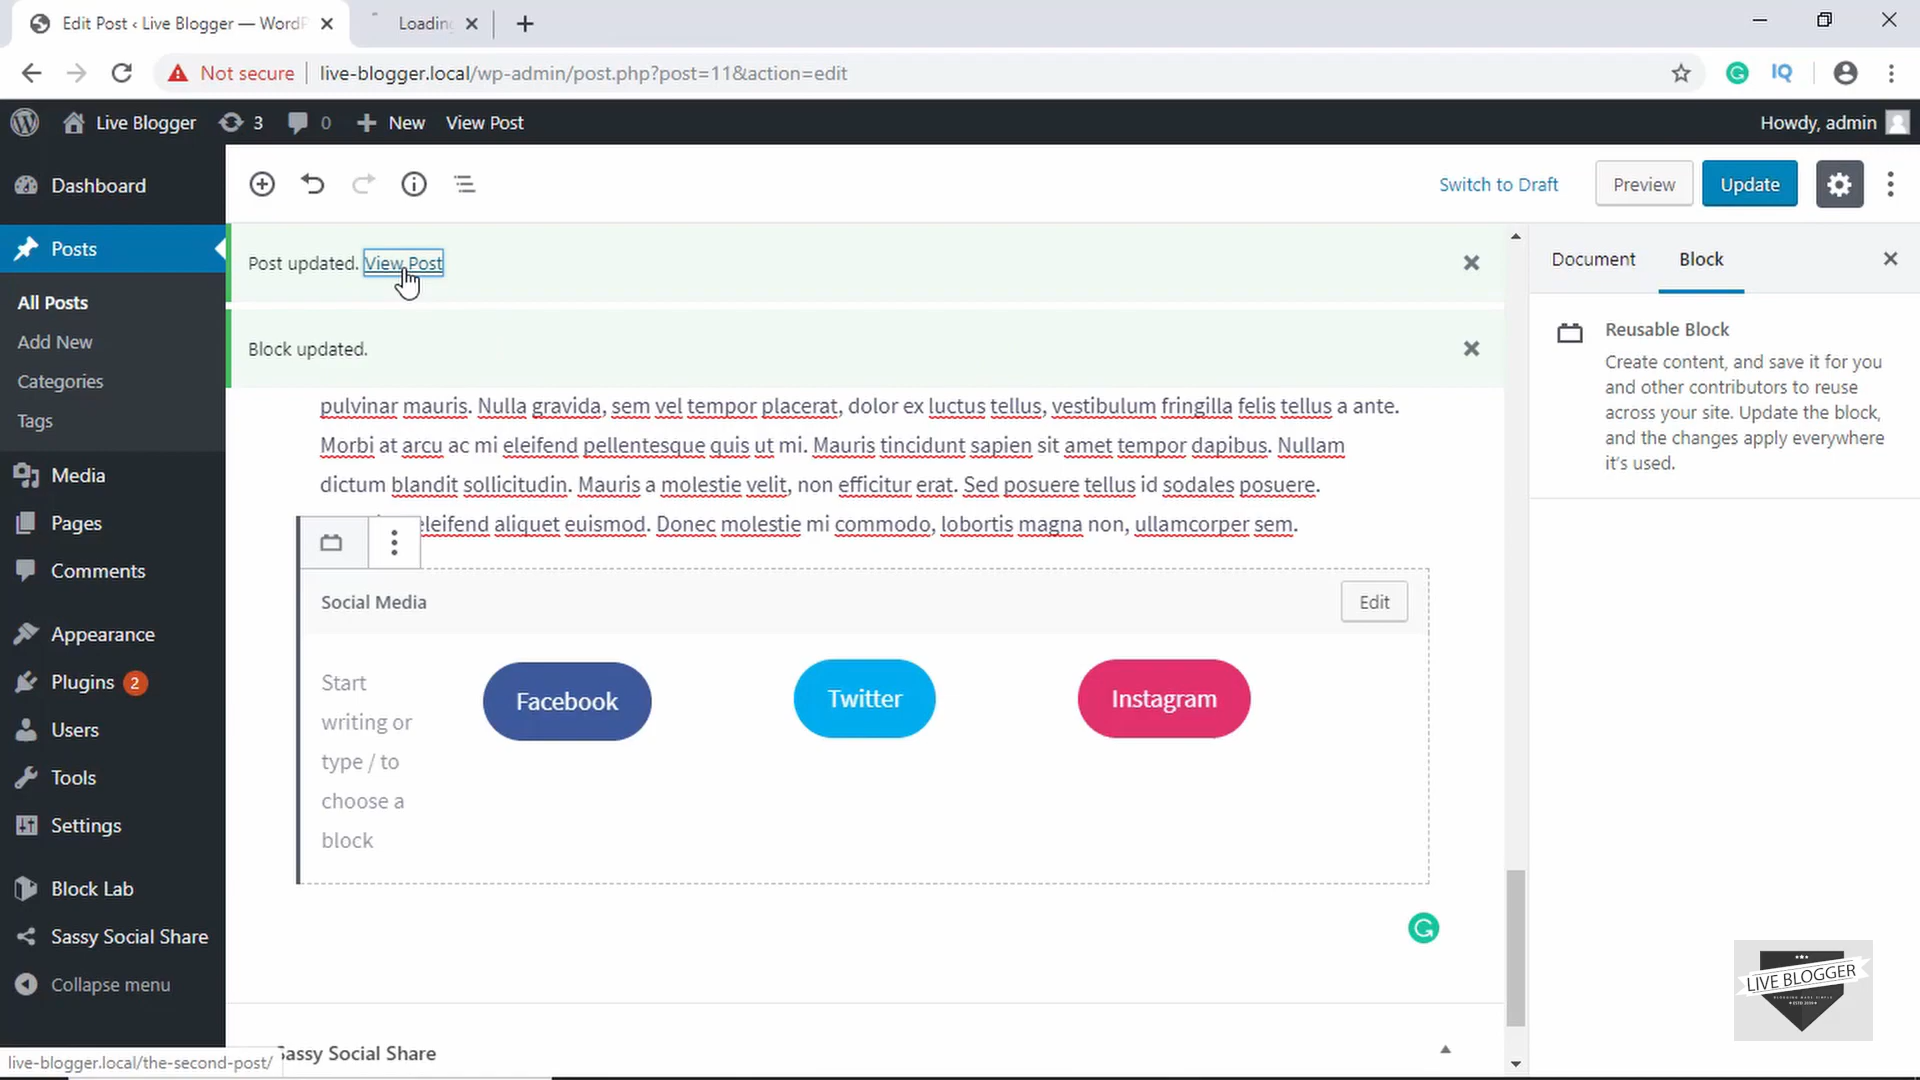 Edit Post ‹ Live Blogger — WordP
Loading
Not secure
live-blogger.local/wp-admin/post.php?post=11&action=edit
Live Blogger
3
0
New
View Post
Howdy, admin
Dashboard
Posts
All Posts
Add New
Categories
Tags
Media
Pages
Comments
Appearance
Plugins 2
Users
Tools
Settings
Block Lab
Sassy Social Share
Collapse menu
Switch to Draft
Preview
Update
Post updated. View Post
Block updated.
pulvinar mauris. Nulla gravida, sem vel tempor placerat, dolor ex luctus tellus, vestibulum fringilla felis tellus a ante.
Morbi at arcu ac mi eleifend pellentesque quis ut mi. Mauris tincidunt sapien sit amet tempor dapibus. Nullam
dictum blandit sollicitudin. Mauris a molestie velit, non efficitur erat. Sed posuere tellus id sodales posuere.
eleifend aliquet euismod. Donec molestie mi commodo, lobortis magna non, ullamcorper sem.
Social Media
Edit
Start
writing or
type / to
choose a
block
Facebook
Twitter
Instagram
Sassy Social Share
Document
Block
Reusable Block
Create content, and save it for you
and other contributors to reuse
across your site. Update the block,
and the changes apply everywhere
it's used.
LIVE BLOGGER
live-blogger.local/the-second-post/